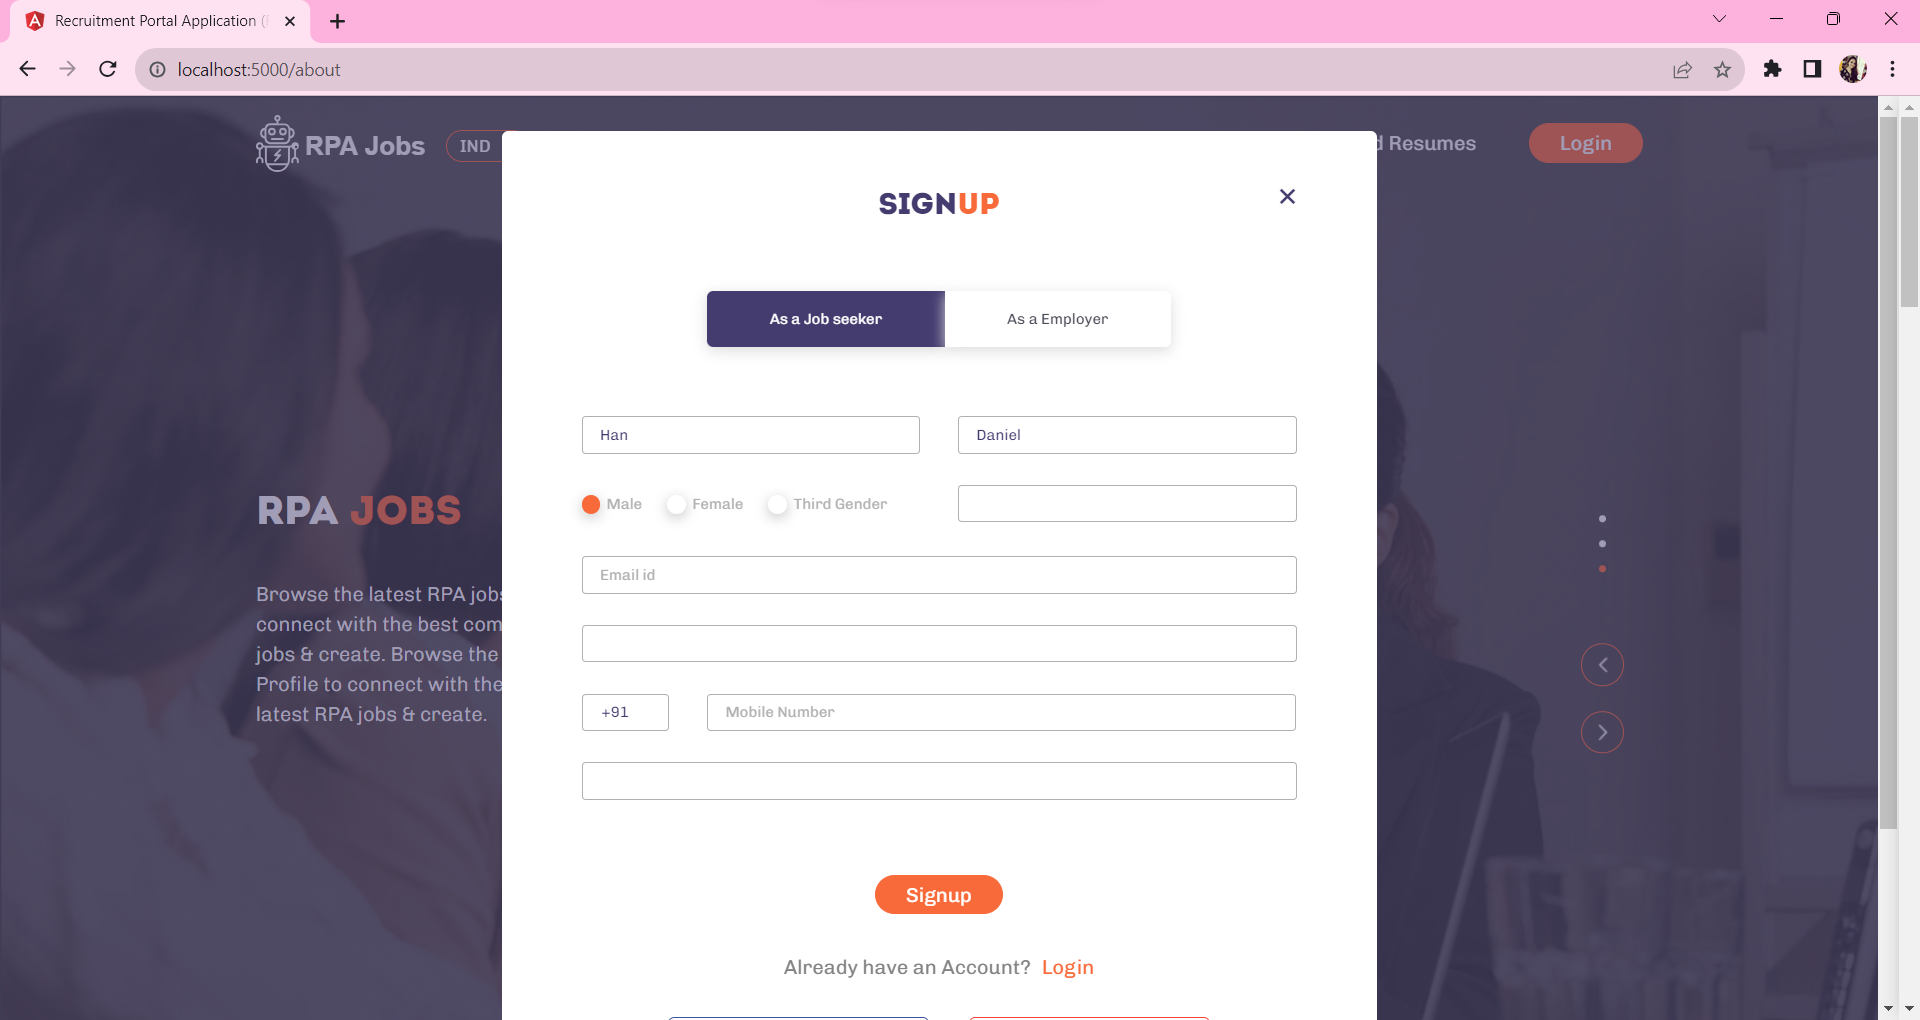 Recruitment Portal Application (
localhost:5000/about
RPA Jobs
IND
d Resumes
Login
SIGNUP
As a Job seeker
As a Employer
Han
Daniel
Male
Female
Third Gender
RPA JOBS
Email id
Browse the latest RPA jobs
connect with the best com
jobs & create. Browse the
Profile to connect with the
latest RPA jobs & create.
+91
Mobile Number
Signup
Already have an Account? Login